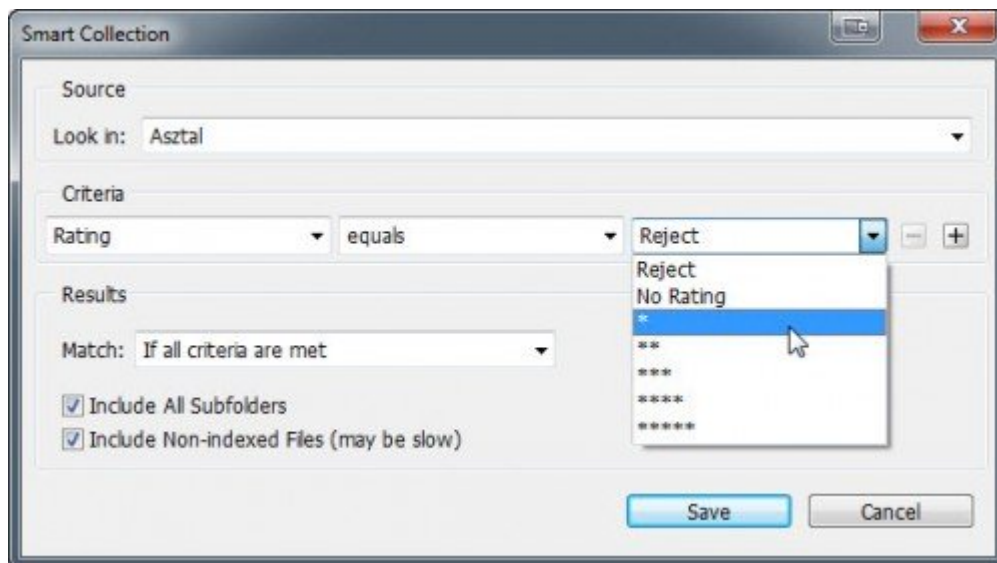 Smart Collection
Source
Look in: Asztal
Criteria
Rating equals Reject
Reject
No Rating
*
**
***
****
*****
Results
Match: If all criteria are met
Include All Subfolders
Include Non-indexed Files (may be slow)
Save Cancel